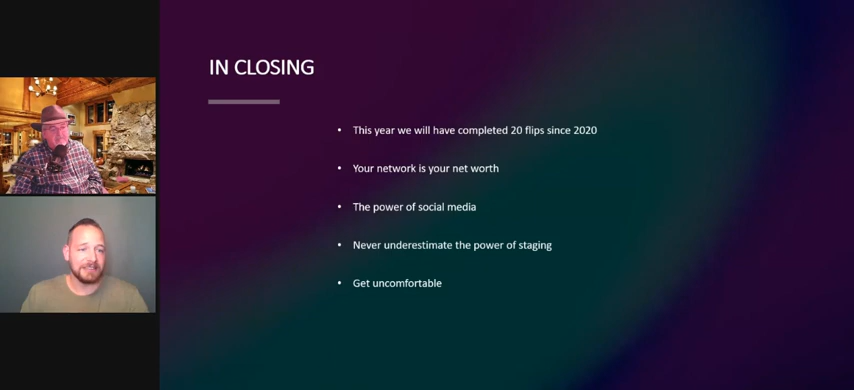 IN CLOSING
• This year we will have completed 20 flips since 2020
• Your network is your net worth
• The power of social media
• Never underestimate the power of staging
• Get uncomfortable